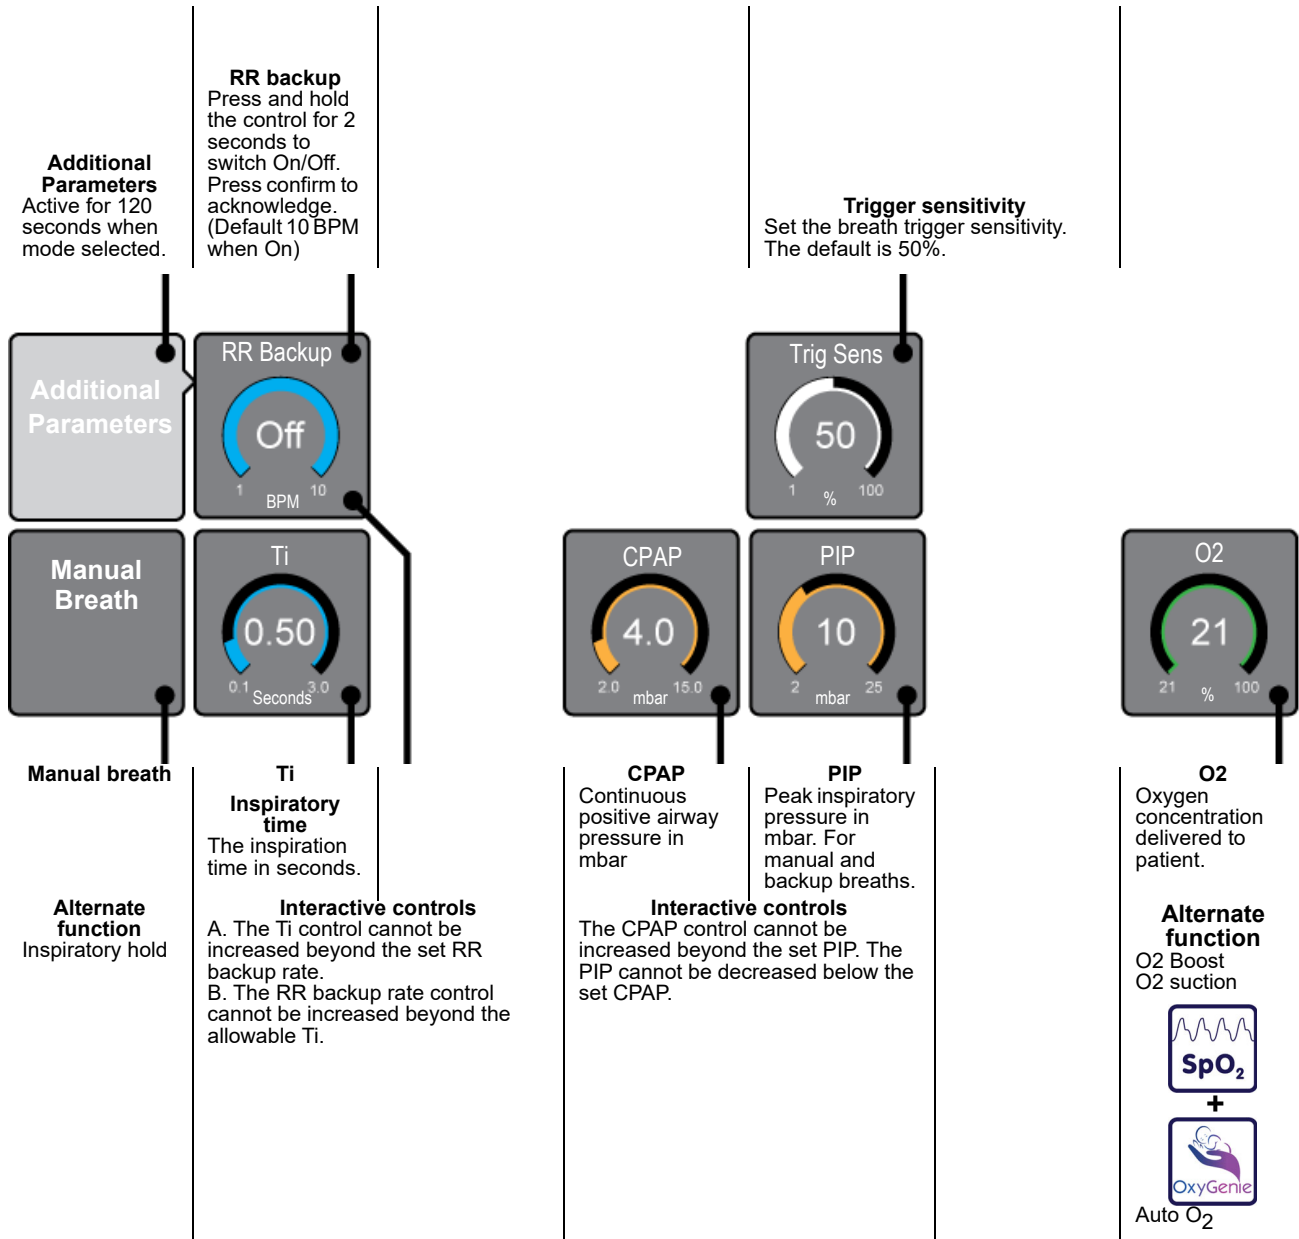 RR backup
Press and hold
the control for 2
seconds to
switch On/Off.
Press confirm to
acknowledge.
(Default 10 BPM
when On)
Additional
Parameters
Active for 120
seconds when
mode selected.
Trigger sensitivity
Set the breath trigger sensitivity.
The default is 50%.
Additional
Parameters
RR Backup
Off
1 10
BPM
Trig Sens
50
1 100
%
Manual
Breath
Ti
0.50
0.1 3.0
Seconds
CPAP
4.0
2.0 15.0
mbar
PIP
10
2 25
mbar
O2
21
21 100
%
Manual breath
Ti
Inspiratory
time
The inspiration
time in seconds.
CPAP
Continuous
positive airway
pressure in
mbar
PIP
Peak inspiratory
pressure in
mbar. For
manual and
backup breaths.
O2
Oxygen
concentration
delivered to
patient.
Alternate
function
Inspiratory hold
Interactive controls
A. The Ti control cannot be
increased beyond the set RR
backup rate.
B. The RR backup rate control
cannot be increased beyond the
allowable Ti.
Interactive controls
The CPAP control cannot be
increased beyond the set PIP. The
PIP cannot be decreased below the
set CPAP.
Alternate
function
O2 Boost
O2 suction
SpO2
+
OxyGenie
Auto O2